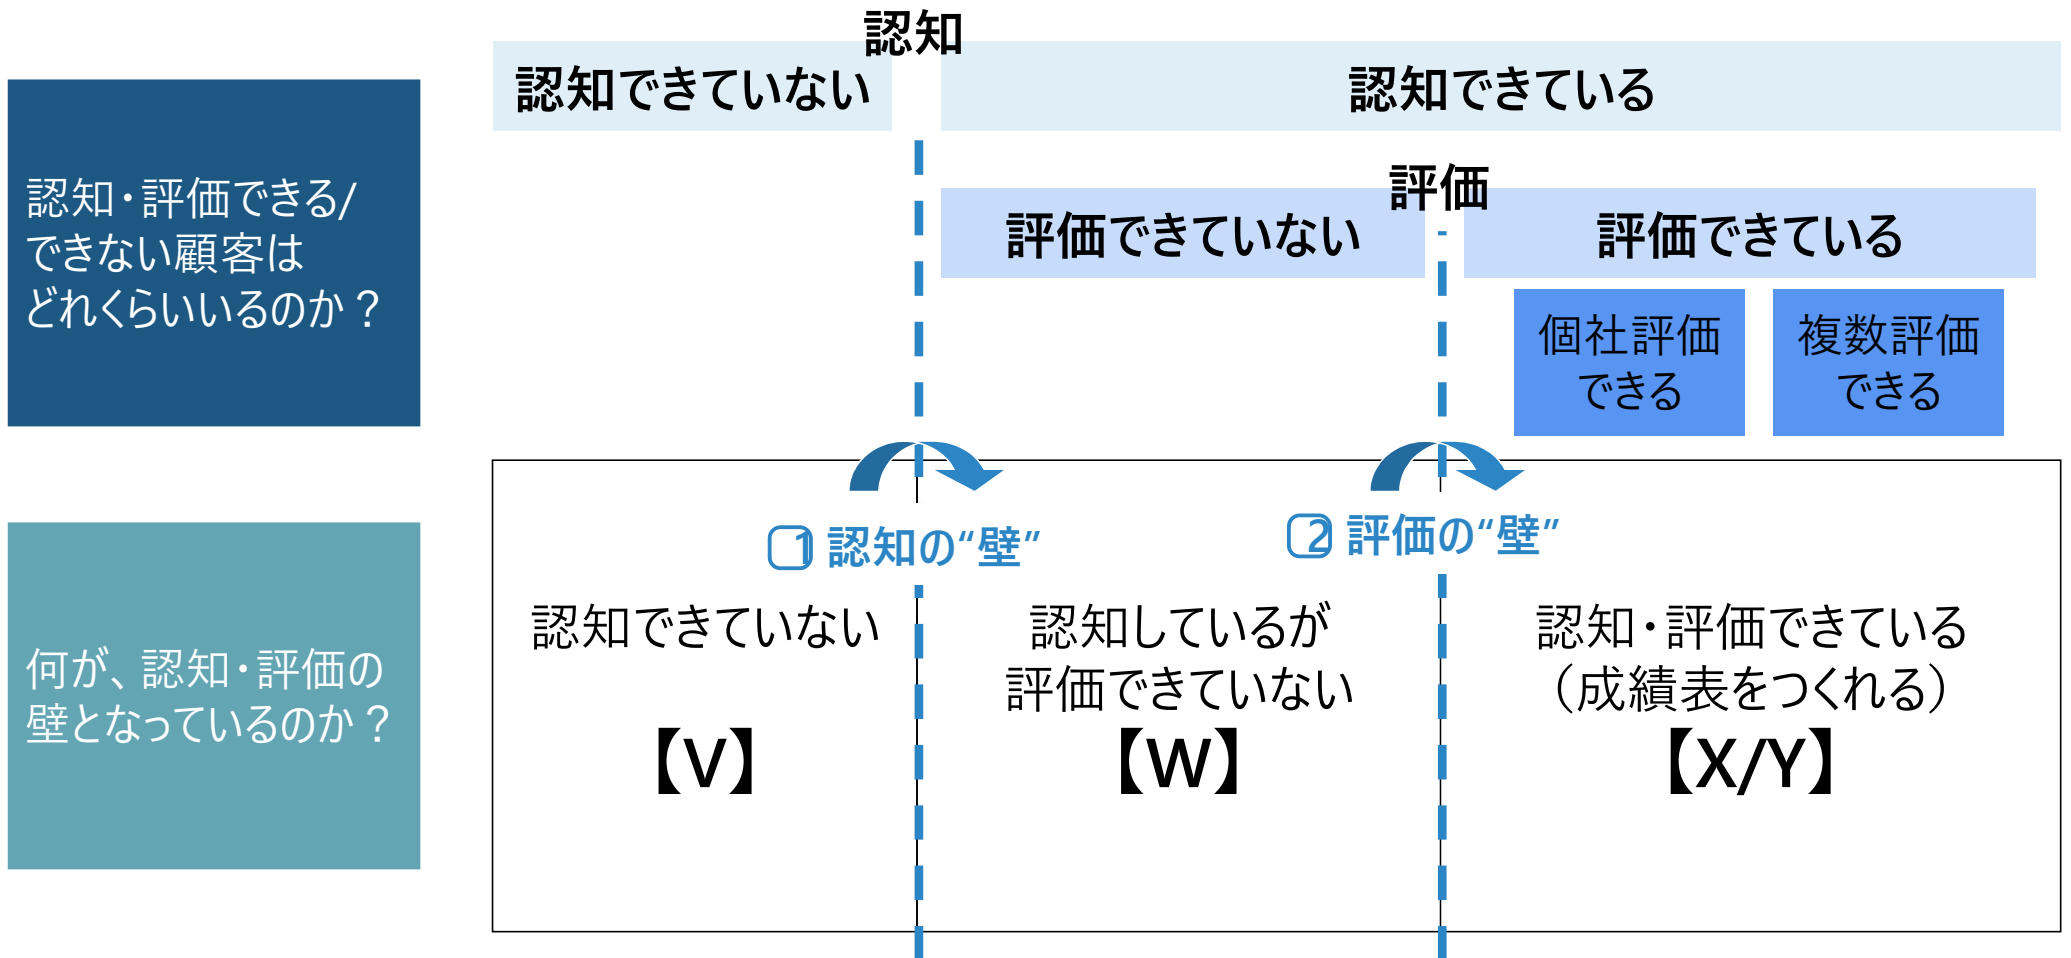 認知
認知できていない
認知できている
認知・評価できる/
できない顧客は
どれくらいいるのか？
評価
評価できていない
評価できている
個社評価
できる
複数評価
できる
1 認知の“壁”
2 評価の“壁”
何が、認知・評価の
壁となっているのか？
認知できていない
【V】
認知しているが
評価できていない
【W】
認知・評価できている
（成績表をつくれる）
【X/Y】